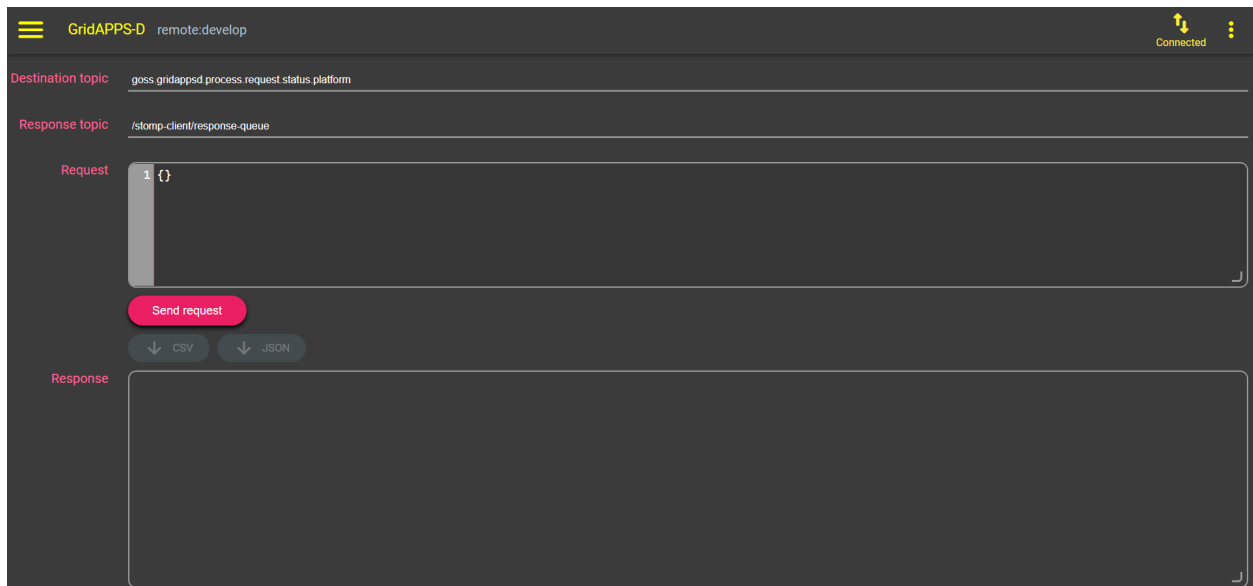 GridAPPS-D remote:develop
Connected
Destination topic goss.gridappsd.process.request.status.platform
Response topic /stomp-client/response-queue
Request 1 {}
Send request
CSV JSON
Response